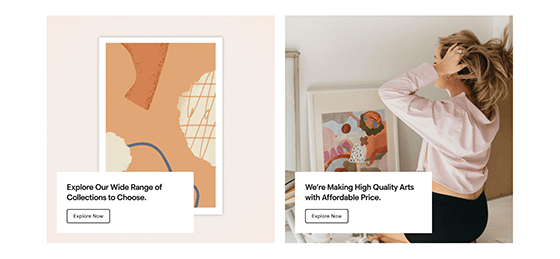 Explore Our Wide Range of
Collections to Choose.
Explore Now
We're Making High Quality Arts
with Affordable Price.
Explore Now